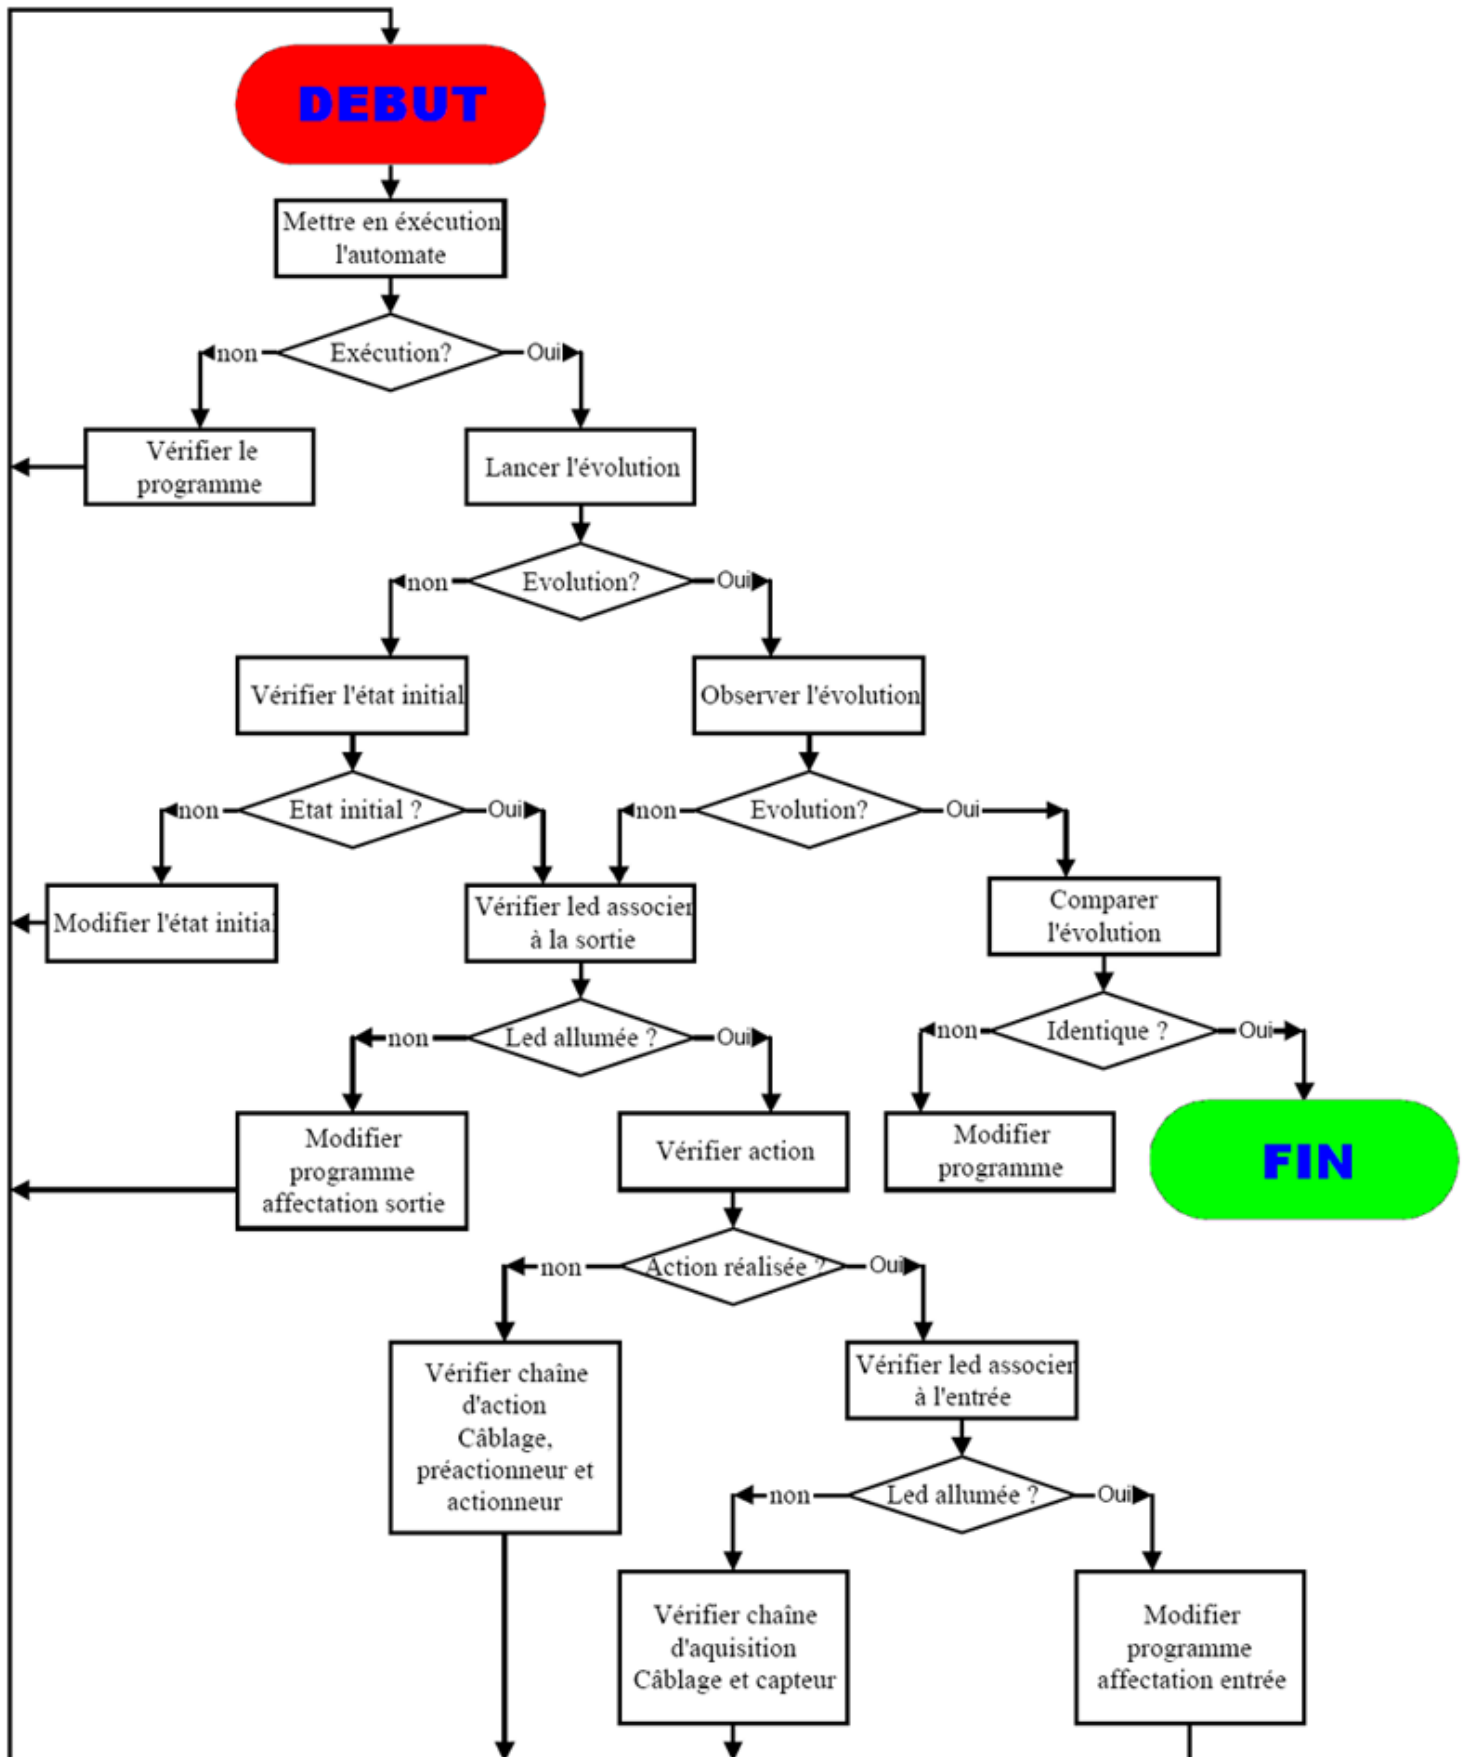 DEBUT
Mettre en éxécution
l'automate
non
Exécution?
Oui
Vérifier le
programme
Lancer l'évolution
non
Evolution?
Oui
Vérifier l'état initial
Observer l'évolution
non
Etat initial ?
Oui
non
Evolution?
Oui
Modifier l'état initial
Vérifier led associer
à la sortie
Comparer
l'évolution
non
Led allumée ?
Oui
non
Identique ?
Oui
Modifier
programme
affectation sortie
Vérifier action
Modifier
programme
FIN
non
Action réalisée ?
Oui
Vérifier chaîne
d'action
Câblage,
préactionneur et
actionneur
Vérifier led associer
à l'entrée
non
Led allumée ?
Oui
Vérifier chaîne
d'aquisition
Câblage et capteur
Modifier
programme
affectation entrée